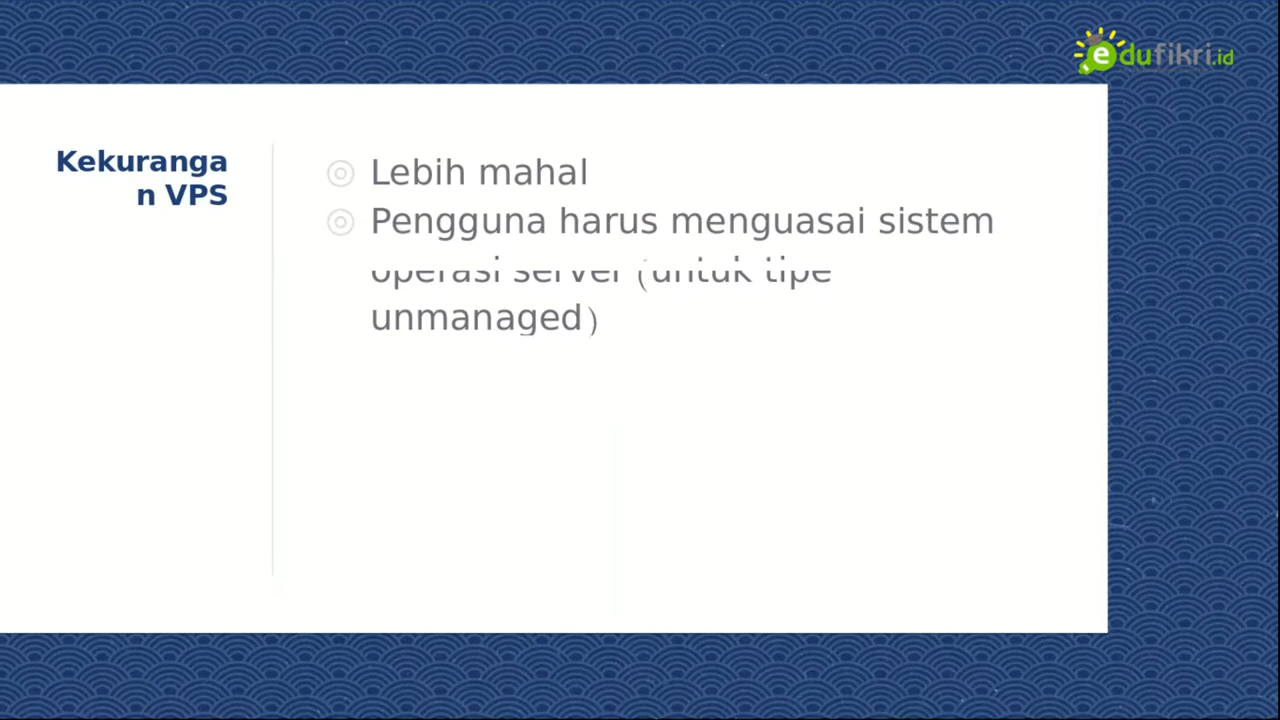 edufikri.id
Kekuranga
n VPS
Lebih mahal
Pengguna harus menguasai sistem
operasi server (untuk tipe
unmanaged)